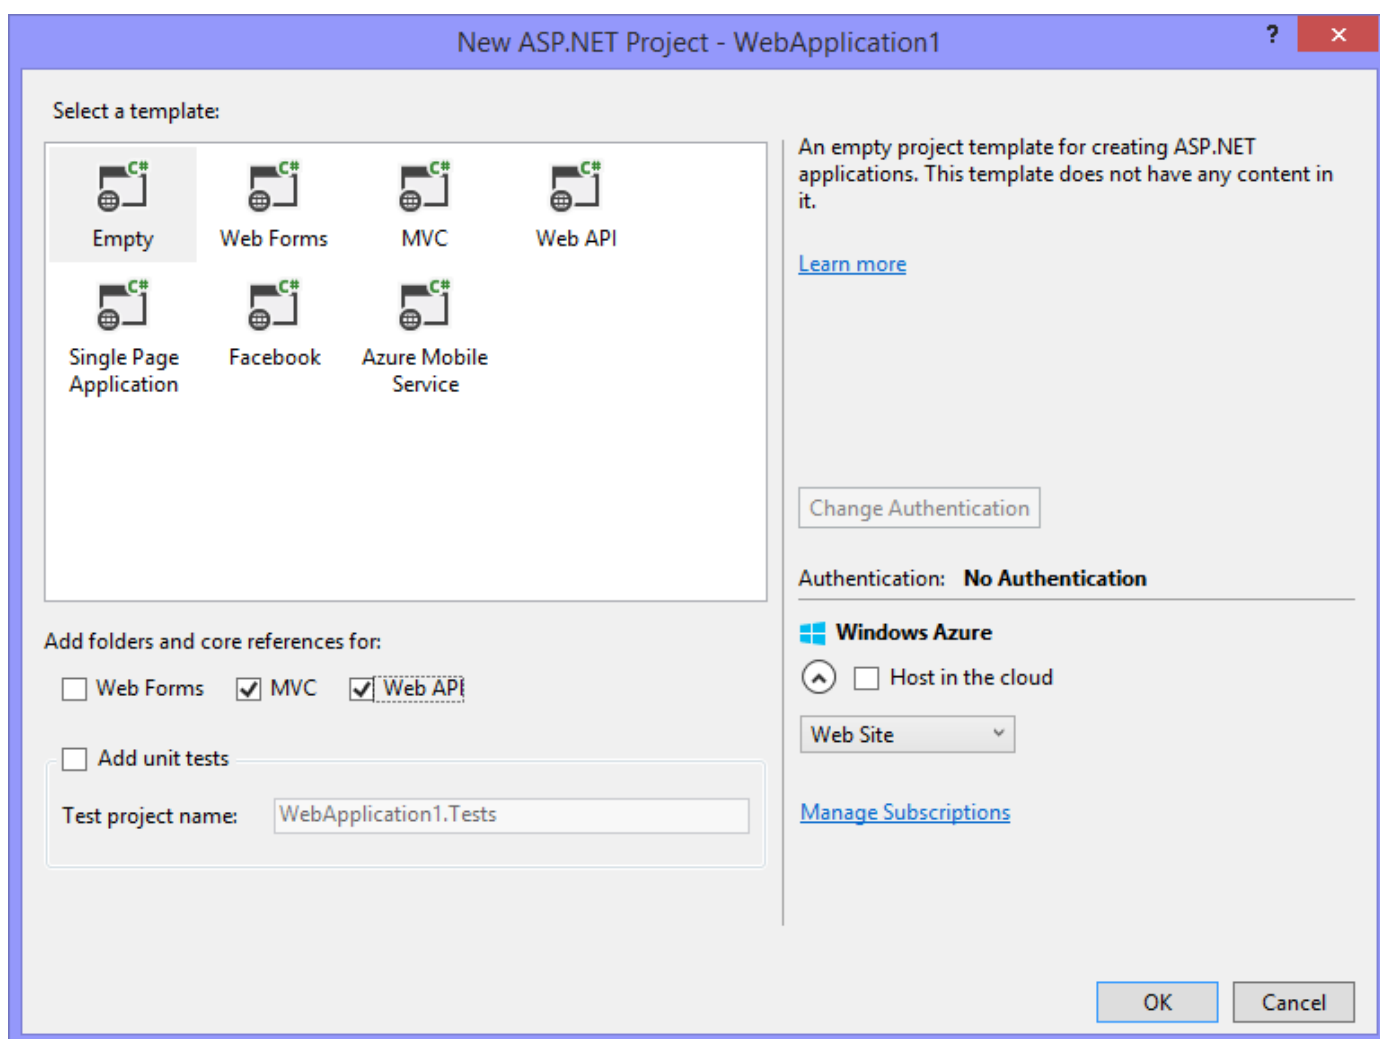 New ASP.NET Project - WebApplication1
?
Select a template:
C#
C#
C#
C#
Empty
Web Forms
MVC
Web API
C#
C#
C#
Single Page
Application
Facebook
Azure Mobile
Service
Add folders and core references for:
Web Forms
MVC
Web API
Add unit tests
Test project name:
WebApplication1.Tests
An empty project template for creating ASP.NET
applications. This template does not have any content in
it.
Learn more
Change Authentication
Authentication: No Authentication
Windows Azure
Host in the cloud
Web Site
Manage Subscriptions
OK
Cancel